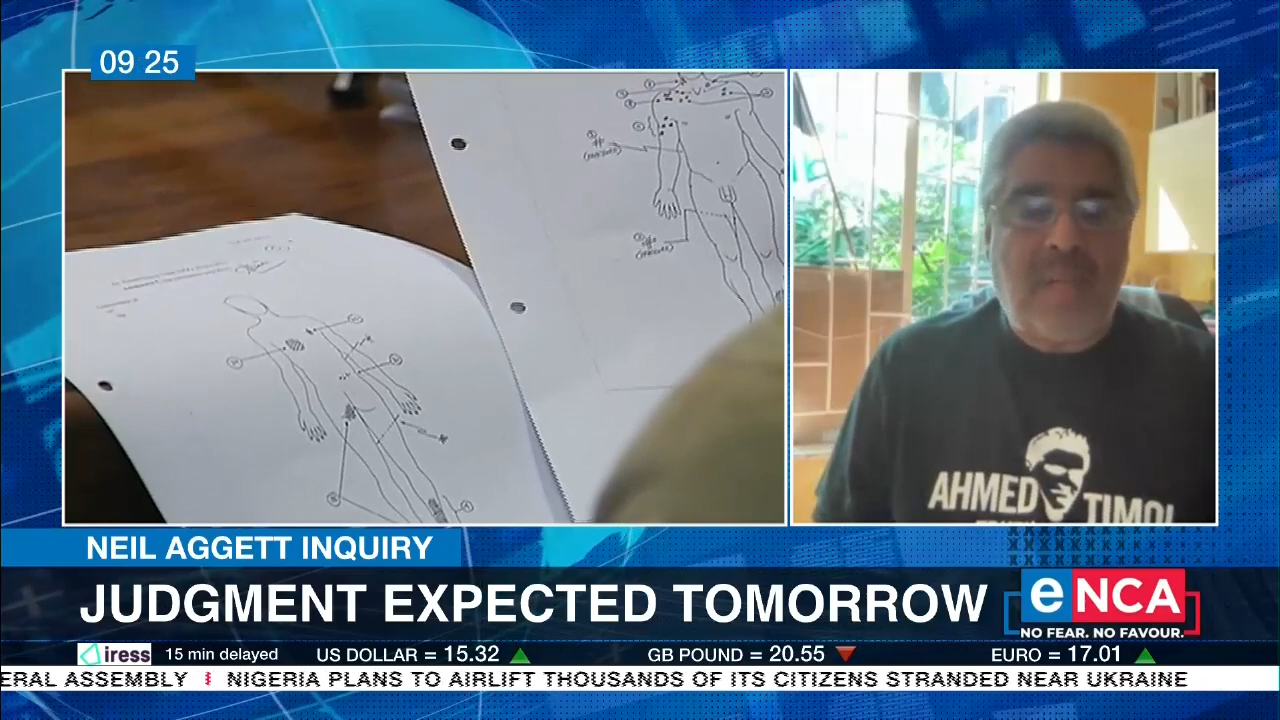 09 25
AHMED TIMOL
NEIL AGGETT INQUIRY
JUDGMENT EXPECTED TOMORROW
eNCA
NO FEAR. NO FAVOUR.
iress 15 min delayed US DOLLAR = 15.32 GB POUND = 20.55 EURO = 17.01
ERAL ASSEMBLY NIGERIA PLANS TO AIRLIFT THOUSANDS OF ITS CITIZENS STRANDED NEAR UKRAINE